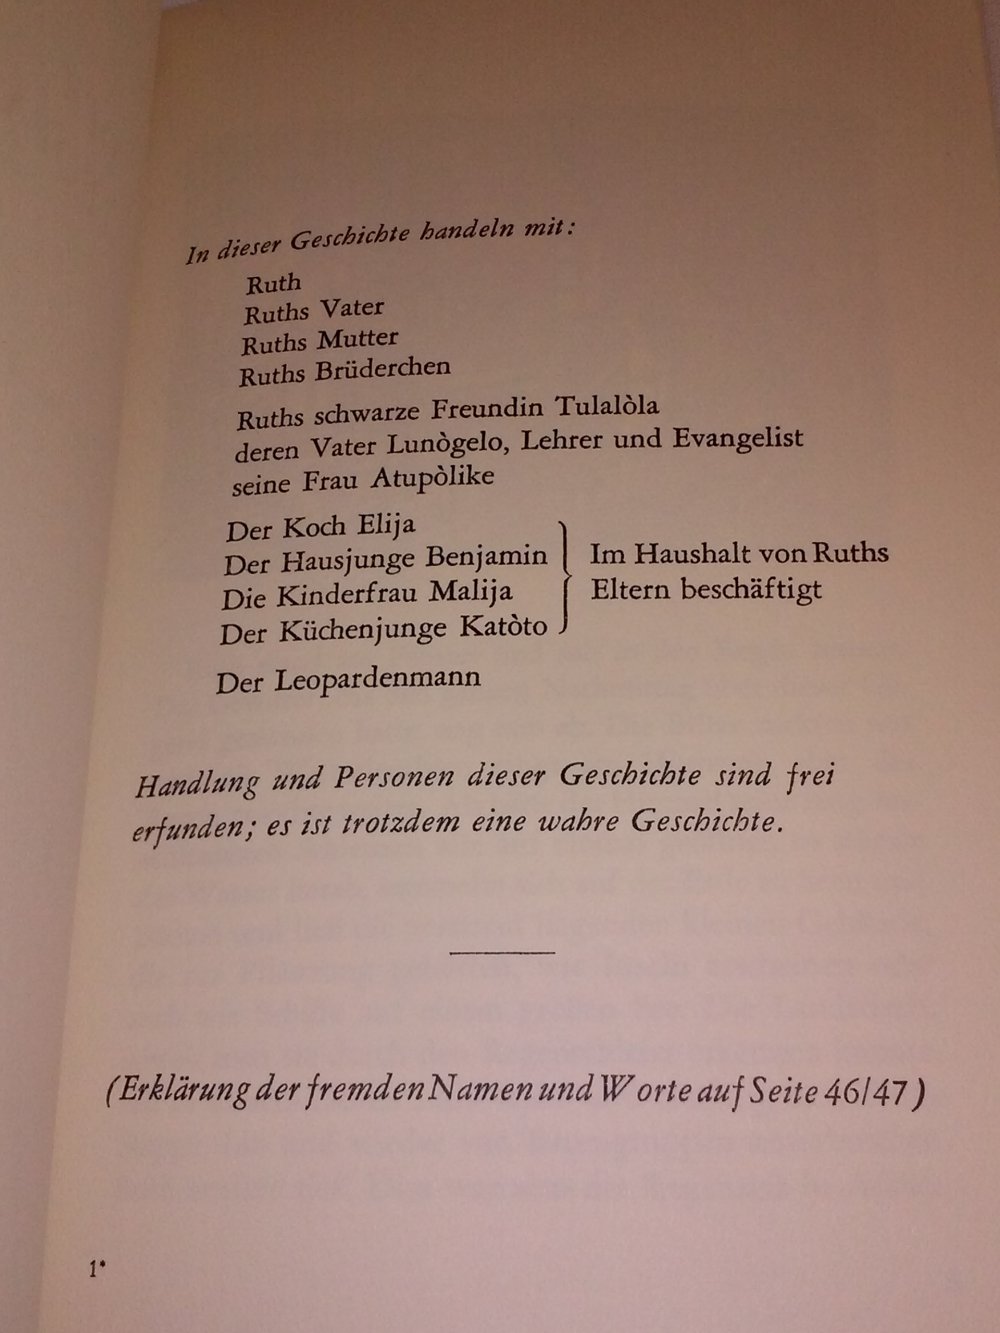 In dieser Geschichte handeln mit:
Ruth
Ruths Vater
Ruths Mutter
Ruths Brüderchen
Ruths schwarze Freundin Tulalòla
deren Vater Lunògelo, Lehrer und Evangelist
seine Frau Atupòlike
Der Koch Elija
Der Hausjunge Benjamin
Die Kinderfrau Malija
Der Küchenjunge Katòto
Im Haushalt von Ruths
Eltern beschäftigt
Der Leopardenmann
Handlung und Personen dieser Geschichte sind frei
erfunden; es ist trotzdem eine wahre Geschichte.
(Erklärung der fremden Namen und Worte auf Seite 46/47)
1*